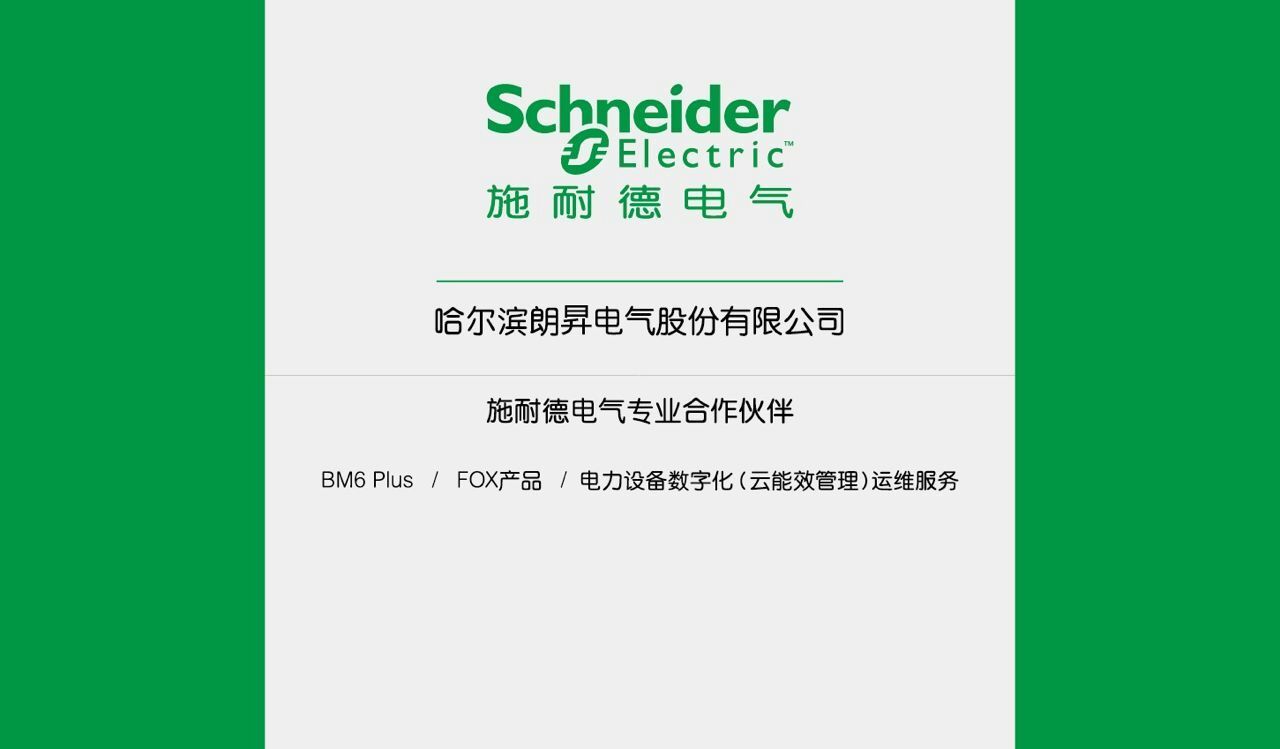 Schneider
Electric™
施耐德电气
哈尔滨朗昇电气股份有限公司
施耐德电气专业合作伙伴
BM6 Plus / FOX产品 / 电力设备数字化(云能效管理)运维服务